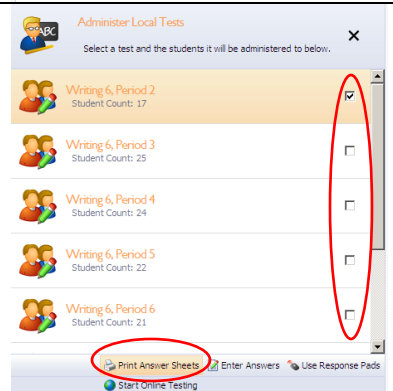 ABC
Administer Local Tests
Select a test and the students it will be administered to below.
Writing 6, Period 2
Student Count: 17
Writing 6, Period 3
Student Count: 25
Writing 6, Period 4
Student Count: 24
Writing 6, Period 5
Student Count: 22
Writing 6, Period 6
Student Count: 21
Print Answer Sheets Enter Answers Use Response Pads
Start Online Testing